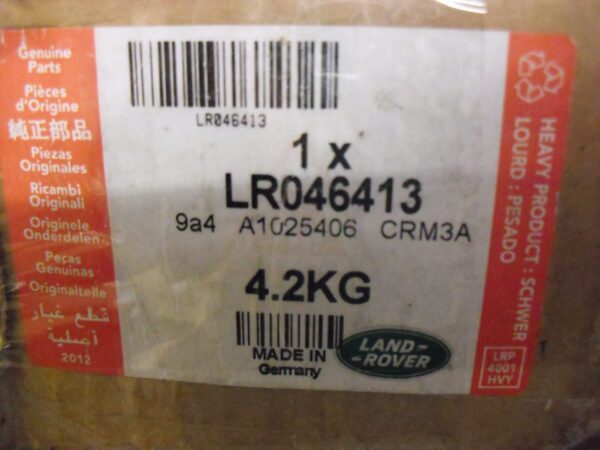 Genuine
Parts
Pièces
d'Origine
純正部品
Piezas
Originales
Ricambi
Originali
Originele
Onderdelen
Peças
Genuinas
Originalteile
قطع غيار
أصلية
2012
LR046413
1 x
LR046413
9a4 A1025406 CRM3A
4.2KG
MADE IN
Germany
LAND-
-ROVER
HEAVY PRODUCT : SCHWER
LOURD : PESADO
LRP
4001
HVY